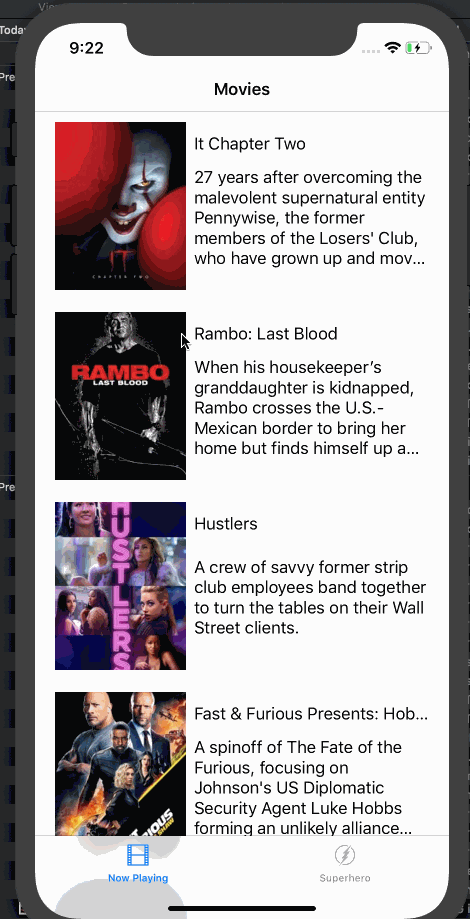 Today
9:22
Movies
Pre
It Chapter Two
27 years after overcoming the
malevolent supernatural entity
Pennywise, the former
members of the Losers' Club,
who have grown up and mov...
IT
CHAPTER TWO
Rambo: Last Blood
When his housekeeper’s
granddaughter is kidnapped,
Rambo crosses the U.S.-
Mexican border to bring her
home but finds himself up a...
RAMBO
LAST BLOOD
Pre
Hustlers
A crew of savvy former strip
club employees band together
to turn the tables on their Wall
Street clients.
HUSTLERS
Fast & Furious Presents: Hob...
A spinoff of The Fate of the
Furious, focusing on
Johnson's US Diplomatic
Security Agent Luke Hobbs
forming an unlikely alliance...
Now Playing
Superhero